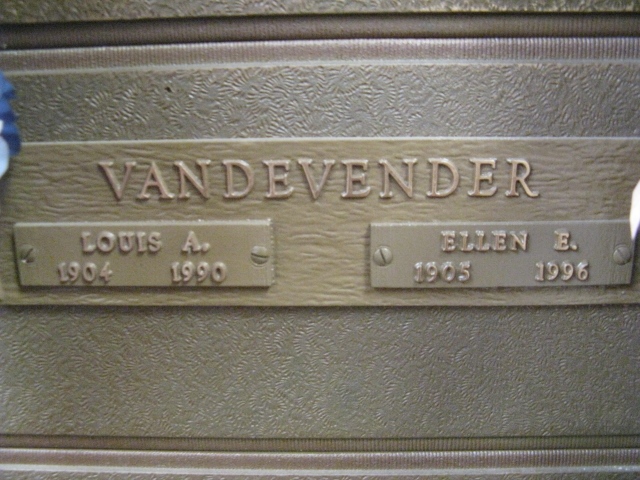 VANDEVENDER
LOUIS A.
1904 1990
ELLEN E.
1905 1996